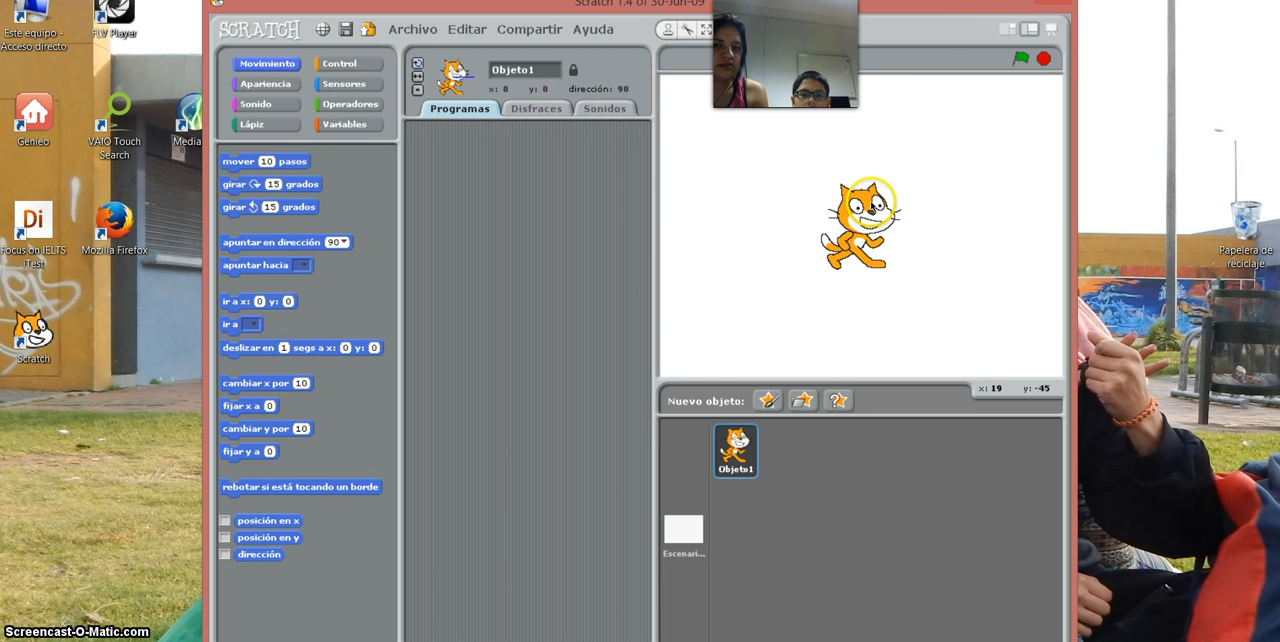 Scratch 1.4 of 30-Jun-09
Este equipo - Acceso directo
FLV Player
Genieo
VAIO Touch Search
Media
Focus on IELTS iTest
Di
Mozilla Firefox
Scratch
Papelera de reciclaje
SCRATCH
Archivo Editar Compartir Ayuda
Movimiento Control
Apariencia Sensores
Sonido Operadores
Lápiz Variables
Objeto1
x: 0 y: 0 dirección: 90
Programas Disfraces Sonidos
mover 10 pasos
girar 15 grados
girar 15 grados
apuntar en dirección 90
apuntar hacia
ir a x: 0 y: 0
ir a
deslizar en 1 segs a x: 0 y: 0
cambiar x por 10
fijar x a 0
cambiar y por 10
fijar y a 0
rebotar si está tocando un borde
posición en x
posición en y
dirección
x: 19 y: -45
Nuevo objeto:
?
Objeto1
Escenari...
Screencast-O-Matic.com